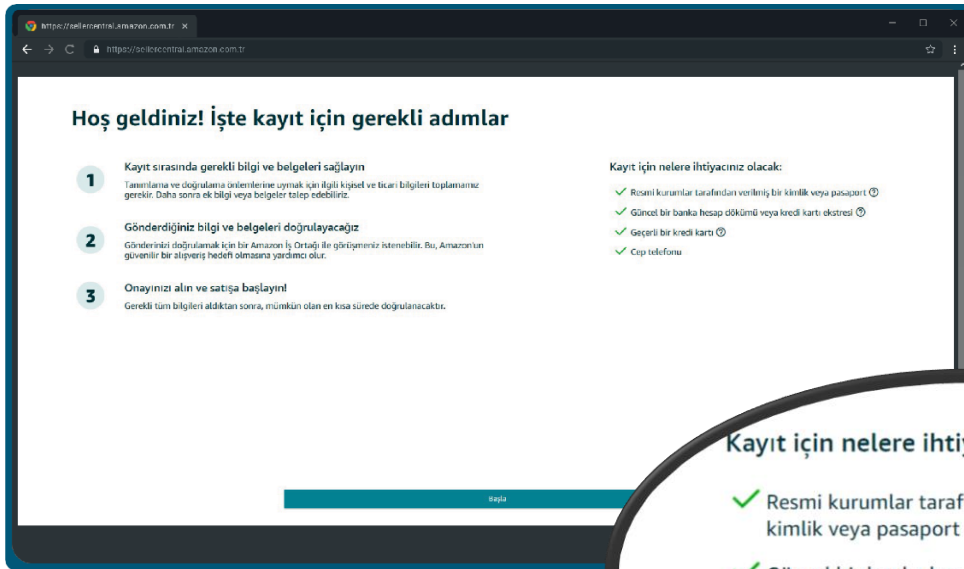 https://sellercentral.amazon.com.tr
https://sellercentral.amazon.com.tr
Hoş geldiniz! İşte kayıt için gerekli adımlar
1
Kayıt sırasında gerekli bilgi ve belgeleri sağlayın
Tanımlama ve doğrulama önlemlerine uymak için ilgili kişisel ve ticari bilgileri toplamamız
gerekir. Daha sonra ek bilgi veya belgeler talep edebiliriz.
2
Gönderdiğiniz bilgi ve belgeleri doğrulayacağız
Gönderinizi doğrulamak için bir Amazon İş Ortağı ile görüşmeniz istenebilir. Bu, Amazon'un
güvenilir bir alışveriş hedefi olmasına yardımcı olur.
3
Onayınızı alın ve satışa başlayın!
Gerekli tüm bilgileri aldıktan sonra, mümkün olan en kısa sürede doğrulanacaktır.
Kayıt için nelere ihtiyacınız olacak:
Resmi kurumlar tarafından verilmiş bir kimlik veya pasaport
Güncel bir banka hesap dökümü veya kredi kartı ekstresi
Geçerli bir kredi kartı
Cep telefonu
Başla
Kayıt için nelere
Resmi kurumlar
kimlik veya pasaport